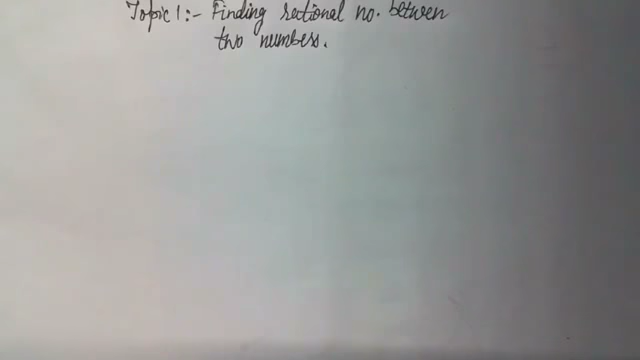 Topic 1:- Finding rational no. between
two numbers.